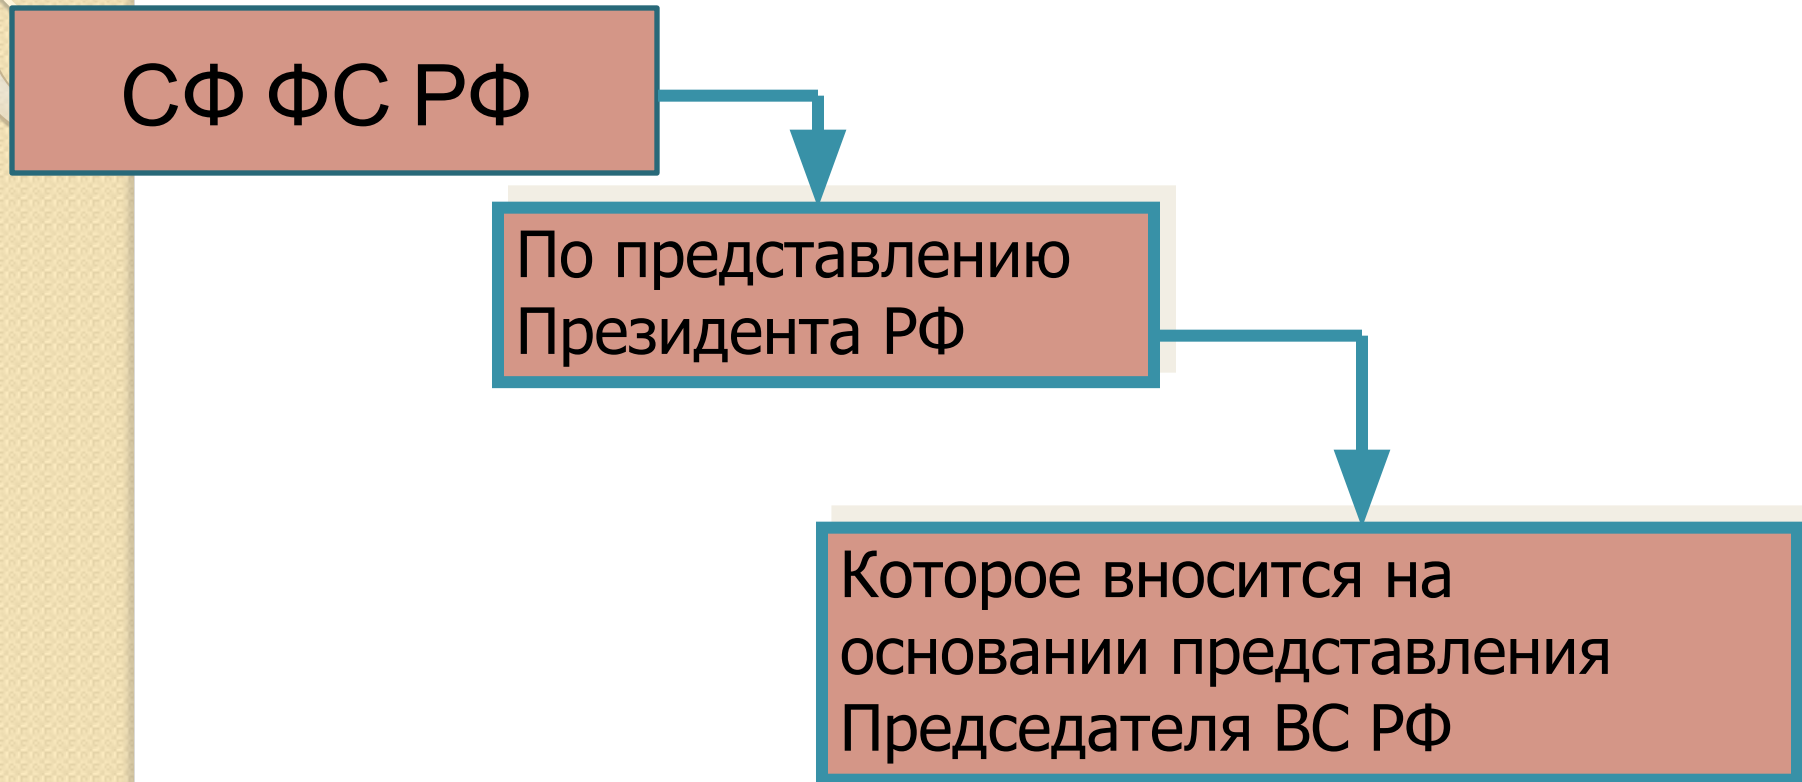 СФ ФС РФ
По представлению
Президента РФ
Которое вносится на
основании представления
Председателя ВС РФ